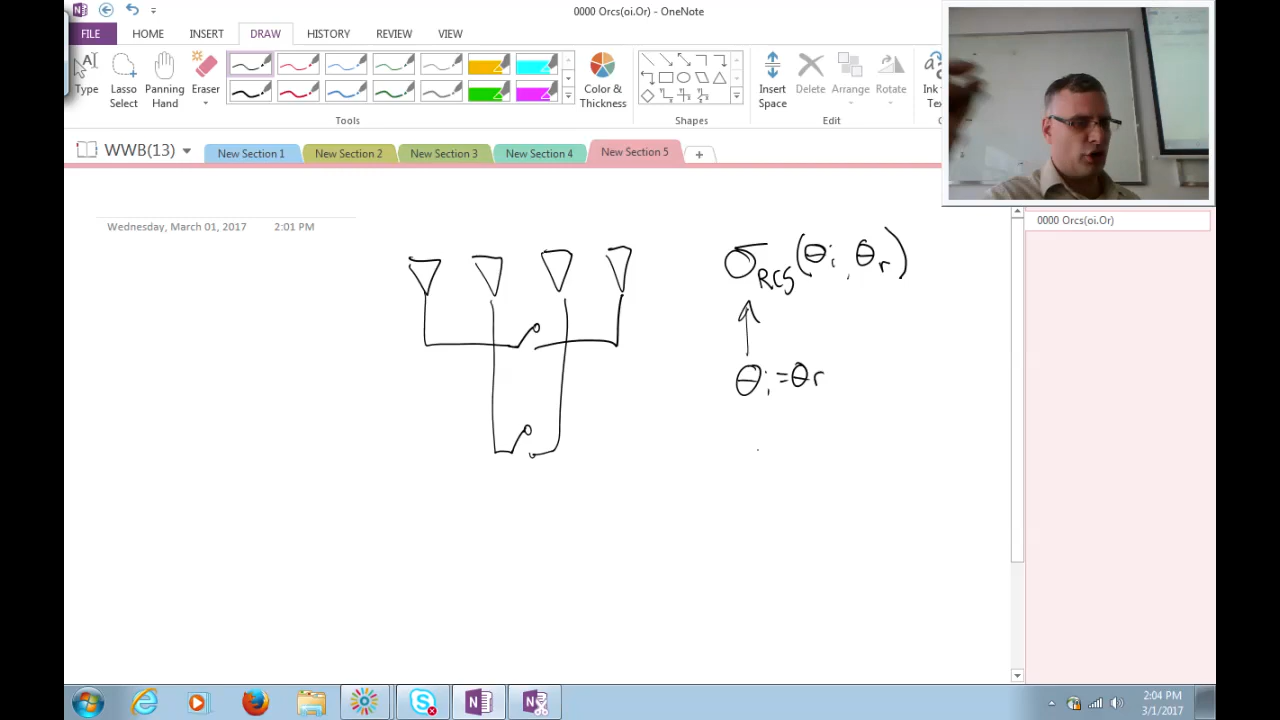 0000 Orcs(oi.Or) - OneNote
FILE
HOME
INSERT
DRAW
HISTORY
REVIEW
VIEW
Type
Lasso Select
Panning Hand
Eraser
Color & Thickness
Insert Space
Delete
Arrange
Rotate
Ink to Text
Tools
Shapes
Edit
WWB(13)
New Section 1
New Section 2
New Section 3
New Section 4
New Section 5
0000 Orcs(oi.Or)
Wednesday, March 01, 2017 2:01 PM
σRCS(θi, θr)
θi=θr
2:04 PM
3/1/2017